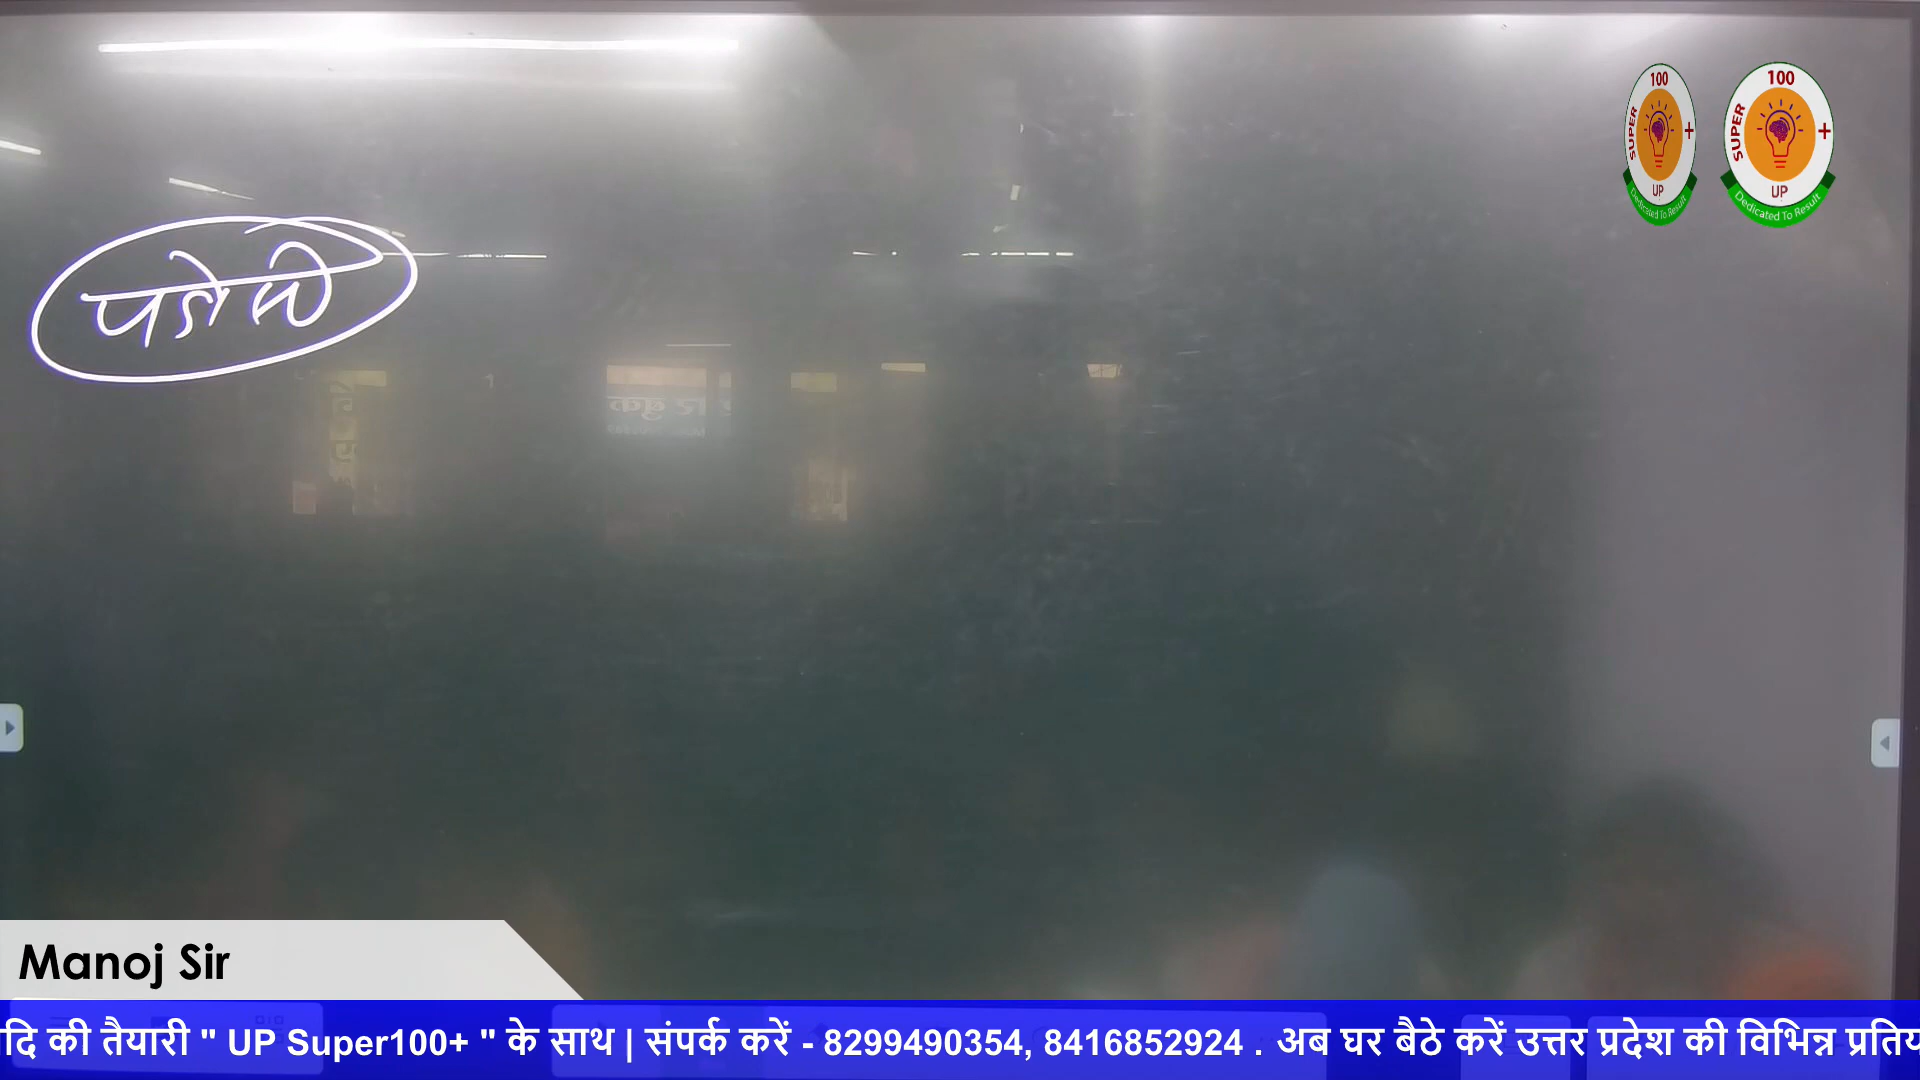 100
SUPER
+
UP
Dedicated To Result
100
SUPER
+
UP
Dedicated To Result
पडोसी
Manoj Sir
दि की तैयारी " UP Super100+ " के साथ | संपर्क करें - 8299490354, 8416852924 . अब घर बैठे करें उत्तर प्रदेश की विभिन्न प्रतिय